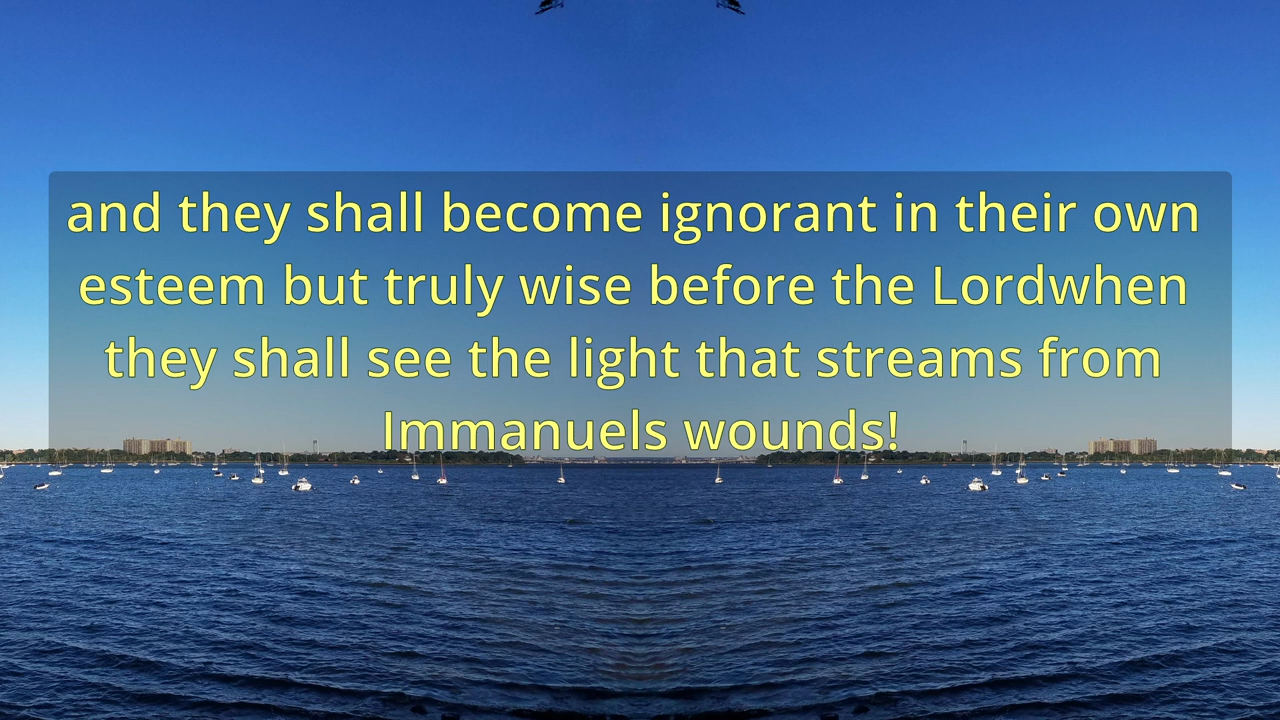 and they shall become ignorant in their own
esteem but truly wise before the Lordwhen
they shall see the light that streams from
Immanuels wounds!